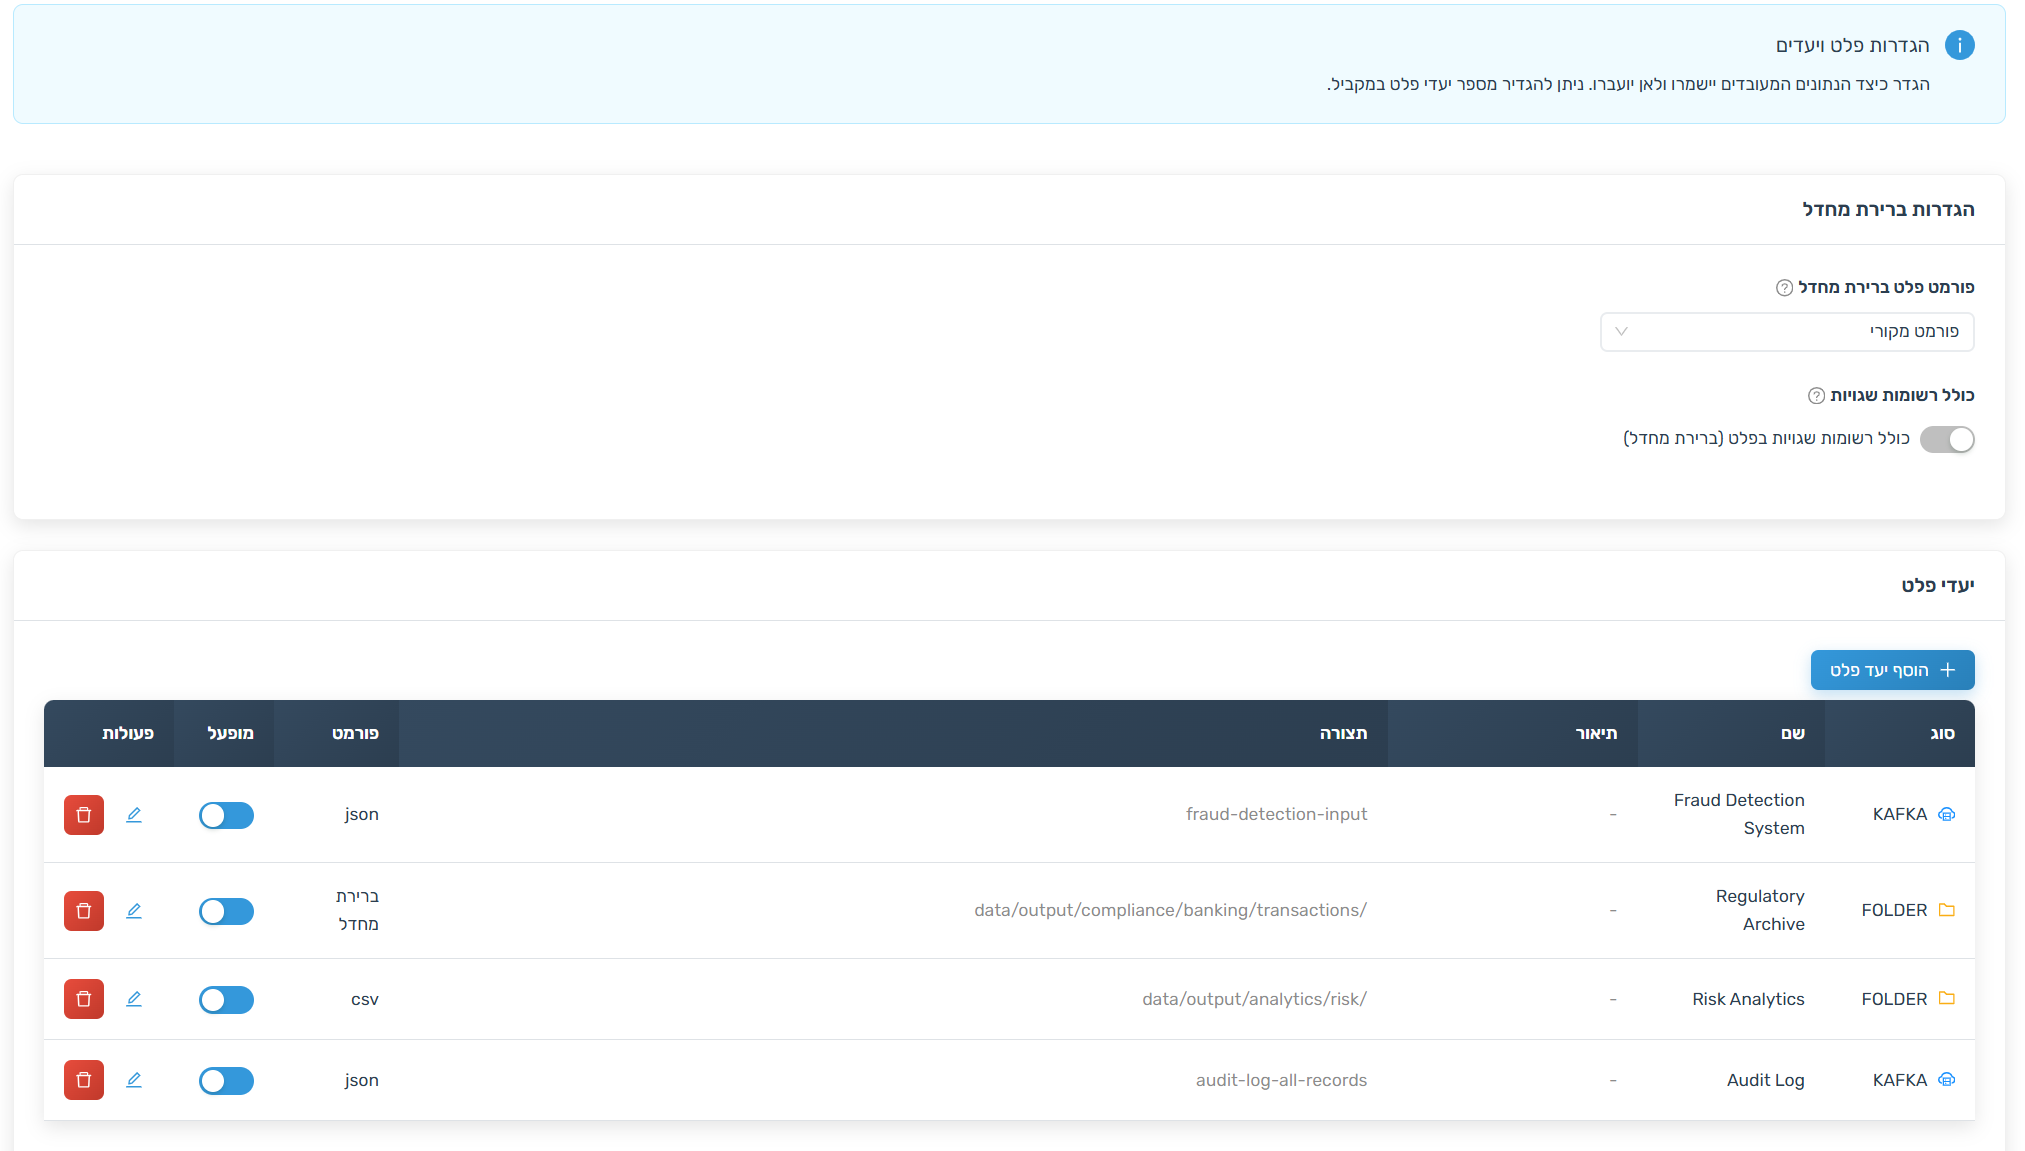 הגדרות פלט ויעדים
הגדר כיצד הנתונים המעובדים יישמרו ולאן יועברו. ניתן להגדיר מספר יעדי פלט במקביל.
הגדרות ברירת מחדל
פורמט פלט ברירת מחדל
פורמט מקורי
כולל רשומות שגויות
כולל רשומות שגויות בפלט (ברירת מחדל)
יעדי פלט
הוסף יעד פלט
סוג שם תיאור תצורה פורמט מופעל פעולות
KAFKA Fraud Detection System - fraud-detection-input json
FOLDER Regulatory Archive - data/output/compliance/banking/transactions/ ברירת מחדל
FOLDER Risk Analytics - data/output/analytics/risk/ csv
KAFKA Audit Log - audit-log-all-records json